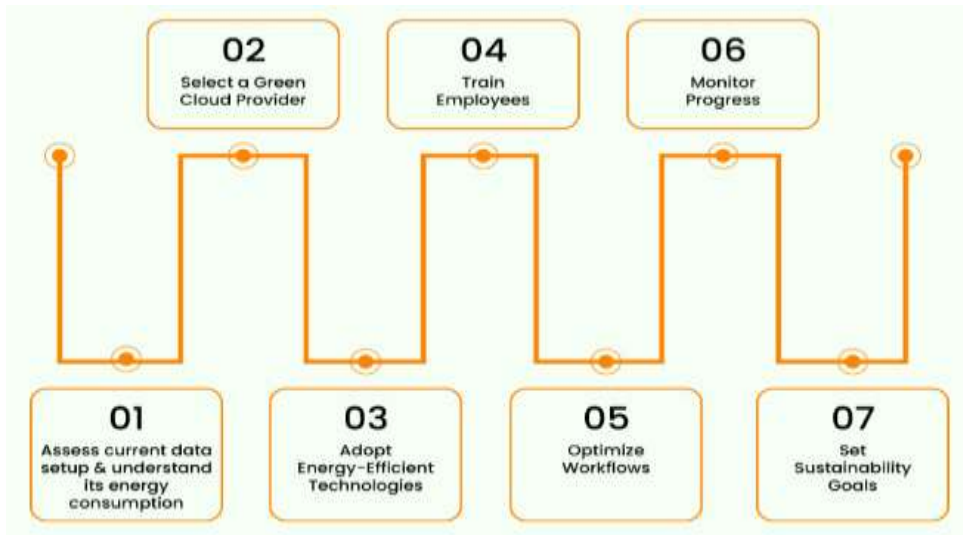 01
Assess current data
setup & understand
its energy
consumption
02
Select a Green
Cloud Provider
03
Adopt
Energy-Efficient
Technologies
04
Train
Employees
05
Optimize
Workflows
06
Monitor
Progress
07
Set
Sustainability
Goals